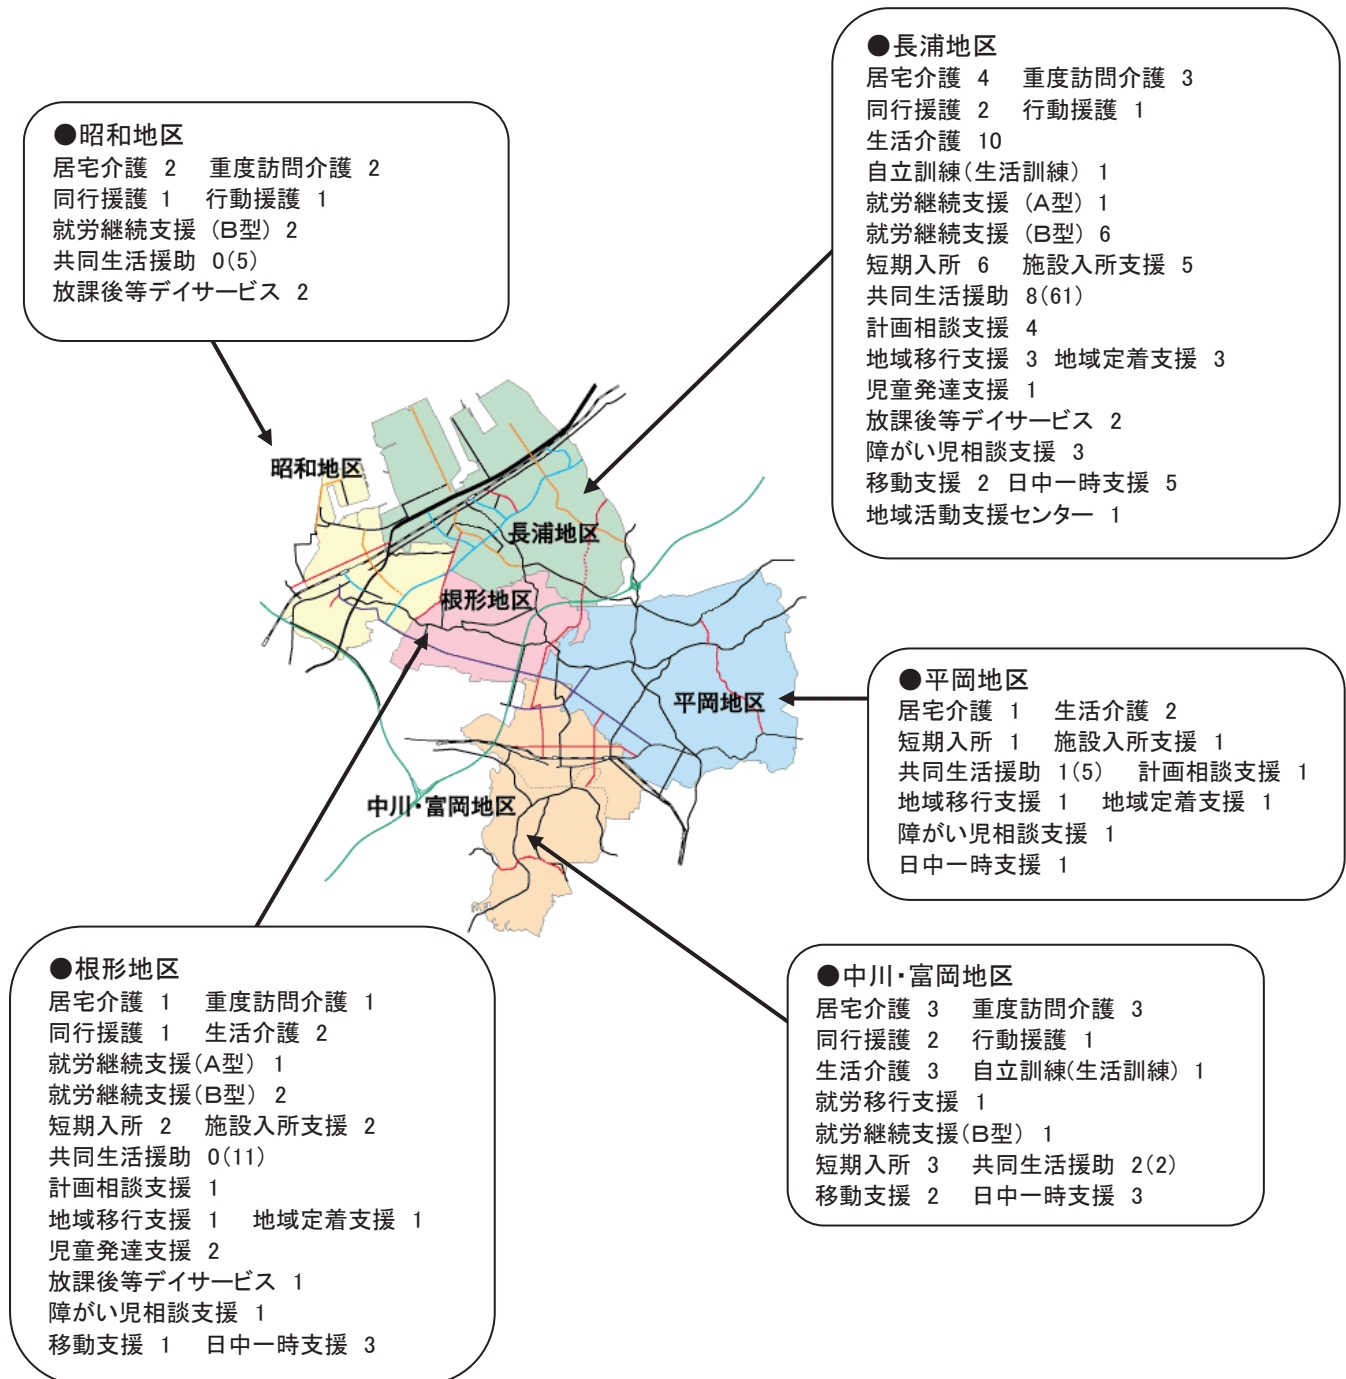 ●長浦地区
居宅介護 4 重度訪問介護 3
同行援護 2 行動援護 1
生活介護 10
自立訓練(生活訓練) 1
就労継続支援 (A型) 1
就労継続支援 (B型) 6
短期入所 6 施設入所支援 5
共同生活援助 8(61)
計画相談支援 4
地域移行支援 3 地域定着支援 3
児童発達支援 1
放課後等デイサービス 2
障がい児相談支援 3
移動支援 2 日中一時支援 5
地域活動支援センター 1
●昭和地区
居宅介護 2 重度訪問介護 2
同行援護 1 行動援護 1
就労継続支援 (B型) 2
共同生活援助 0(5)
放課後等デイサービス 2
昭和地区
長浦地区
根形地区
平岡地区
中川・富岡地区
●平岡地区
居宅介護 1 生活介護 2
短期入所 1 施設入所支援 1
共同生活援助 1(5) 計画相談支援 1
地域移行支援 1 地域定着支援 1
障がい児相談支援 1
日中一時支援 1
●根形地区
居宅介護 1 重度訪問介護 1
同行援護 1 生活介護 2
就労継続支援(A型) 1
就労継続支援(B型) 2
短期入所 2 施設入所支援 2
共同生活援助 0(11)
計画相談支援 1
地域移行支援 1 地域定着支援 1
児童発達支援 2
放課後等デイサービス 1
障がい児相談支援 1
移動支援 1 日中一時支援 3
●中川・富岡地区
居宅介護 3 重度訪問介護 3
同行援護 2 行動援護 1
生活介護 3 自立訓練(生活訓練) 1
就労移行支援 1
就労継続支援(B型) 1
短期入所 3 共同生活援助 2(2)
移動支援 2 日中一時支援 3